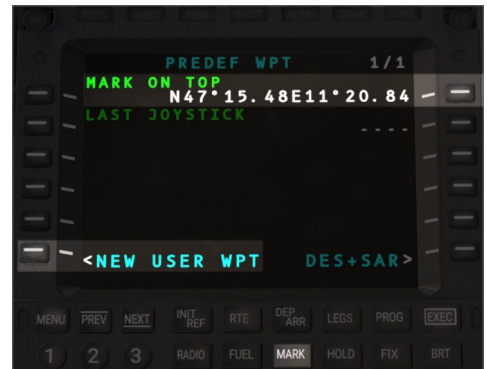 PREDEF WPT 1/1
MARK ON TOP
N47°15.48E11°20.84
LAST JOYSTICK
----
<NEW USER WPT DES+SAR>
MENU PREV NEXT INIT REF RTE DEP ARR LEGS PROG EXEC
1 2 3 RADIO FUEL MARK HOLD FIX BRT